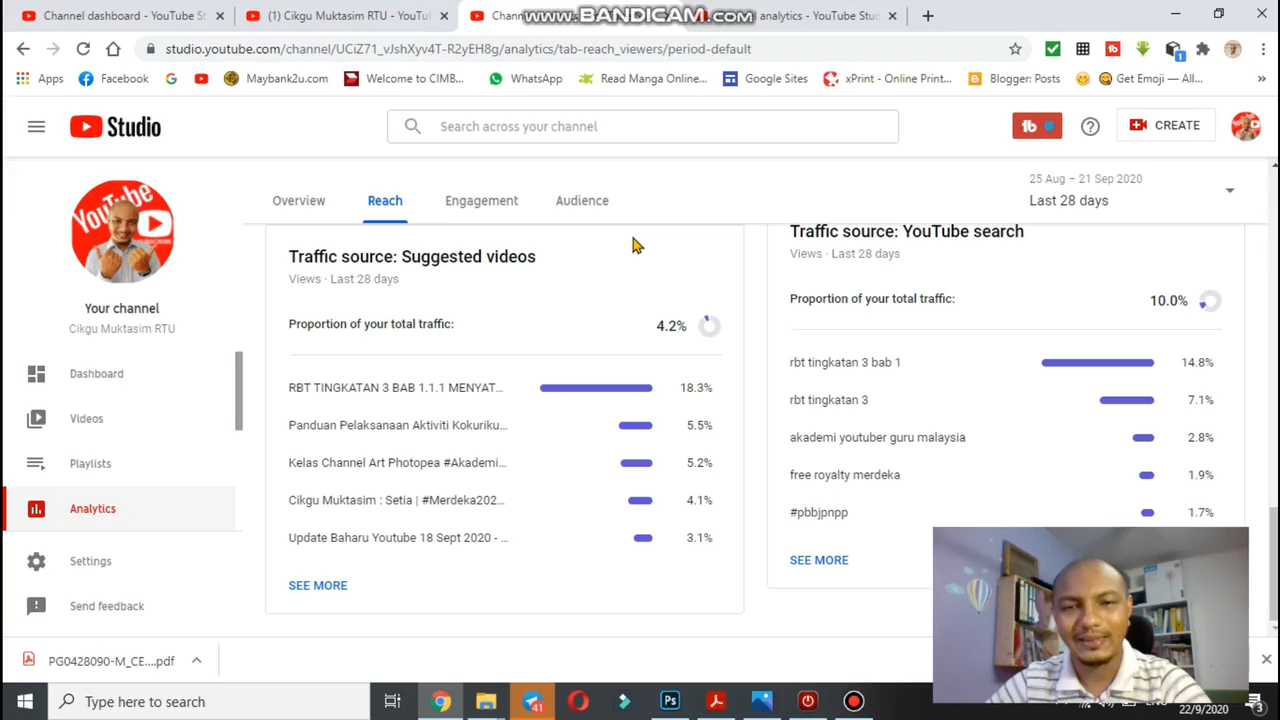 Channel dashboard - YouTube S
(1) Cikgu Muktasim RTU - YouTu
Chann
www.BANDICAM.com
analytics - YouTube Stud
studio.youtube.com/channel/UCiZ71_vJshXyv4T-R2yEH8g/analytics/tab-reach_viewers/period-default
Apps
Facebook
Maybank2u.com
Welcome to CIMB...
WhatsApp
Read Manga Online...
Google Sites
xPrint - Online Print...
Blogger: Posts
Get Emoji — All...
Studio
Search across your channel
tb
CREATE
YouTube
Your channel
Cikgu Muktasim RTU
Dashboard
Videos
Playlists
Analytics
Settings
Send feedback
Overview
Reach
Engagement
Audience
25 Aug – 21 Sep 2020
Last 28 days
Traffic source: Suggested videos
Views · Last 28 days
Proportion of your total traffic: 4.2%
RBT TINGKATAN 3 BAB 1.1.1 MENYAT... 18.3%
Panduan Pelaksanaan Aktiviti Kokuriku... 5.5%
Kelas Channel Art Photopea #Akademi... 5.2%
Cikgu Muktasim : Setia | #Merdeka202... 4.1%
Update Baharu Youtube 18 Sept 2020 - ... 3.1%
SEE MORE
Traffic source: YouTube search
Views · Last 28 days
Proportion of your total traffic: 10.0%
rbt tingkatan 3 bab 1 14.8%
rbt tingkatan 3 7.1%
akademi youtuber guru malaysia 2.8%
free royalty merdeka 1.9%
#pbbjpnpp 1.7%
SEE MORE
PG0428090-M_CE....pdf
Type here to search
41
Ps
22/9/2020
3